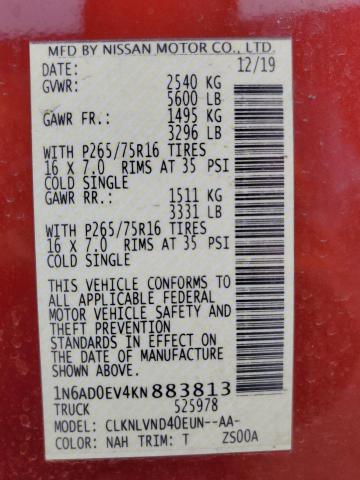 MFD BY NISSAN MOTOR CO., LTD.
DATE: 12/19
GVWR: 2540 KG
5600 LB
GAWR FR.: 1495 KG
3296 LB
WITH P265/75R16 TIRES
16 X 7.0 RIMS AT 35 PSI
COLD SINGLE
GAWR RR.: 1511 KG
3331 LB
WITH P265/75R16 TIRES
16 X 7.0 RIMS AT 35 PSI
COLD SINGLE
THIS VEHICLE CONFORMS TO
ALL APPLICABLE FEDERAL
MOTOR VEHICLE SAFETY AND
THEFT PREVENTION
STANDARDS IN EFFECT ON
THE DATE OF MANUFACTURE
SHOWN ABOVE.
1N6AD0EV4KN 883813
TRUCK 525978
MODEL: CLKNLVND40EUN--AA-
COLOR: NAH TRIM: T ZS00A